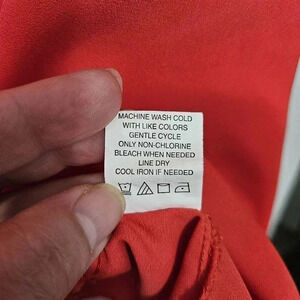 MACHINE WASH COLD
WITH LIKE COLORS
GENTLE CYCLE
ONLY NON-CHLORINE
BLEACH WHEN NEEDED
LINE DRY
COOL IRON IF NEEDED